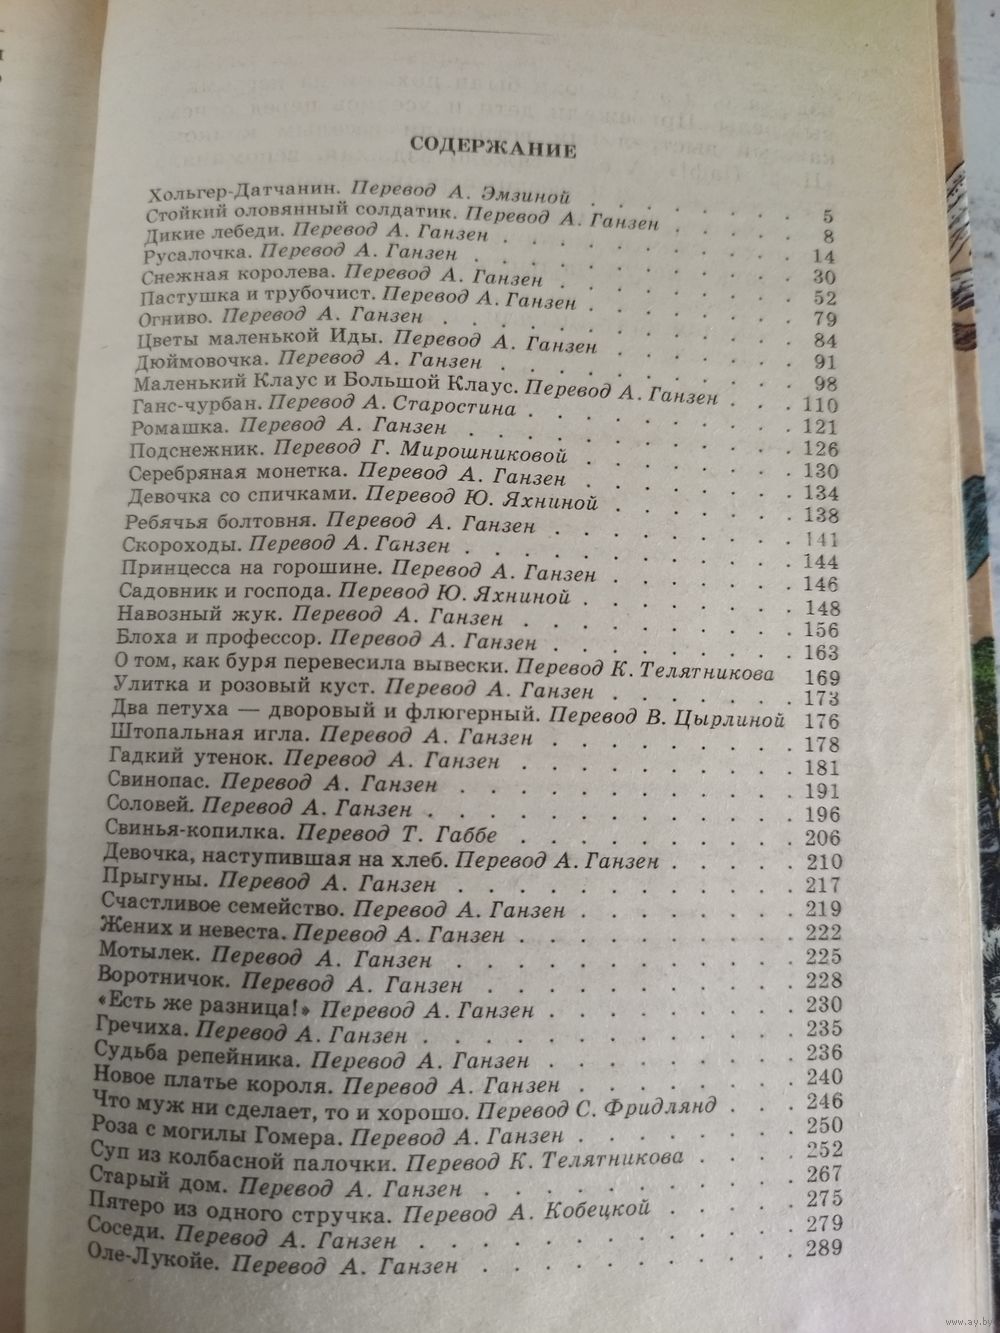 СОДЕРЖАНИЕ
Хольгер-Датчанин. Перевод А. Эмзиной . . . . . . . 5
Стойкий оловянный солдатик. Перевод А. Ганзен . . . . . 8
Дикие лебеди. Перевод А. Ганзен . . . . . . . . . 14
Русалочка. Перевод А. Ганзен . . . . . . . . . . 30
Снежная королева. Перевод А. Ганзен . . . . . . . . 52
Пастушка и трубочист. Перевод А. Ганзен . . . . . . . 79
Огниво. Перевод А. Ганзен . . . . . . . . . . . 84
Цветы маленькой Иды. Перевод А. Ганзен . . . . . . 91
Дюймовочка. Перевод А. Ганзен . . . . . . . . . 98
Маленький Клаус и Большой Клаус. Перевод А. Ганзен . . . 110
Ганс-чурбан. Перевод А. Старостина . . . . . . . . 121
Ромашка. Перевод А. Ганзен . . . . . . . . . . 126
Подснежник. Перевод Г. Мирошниковой . . . . . . . 130
Серебряная монетка. Перевод А. Ганзен . . . . . . . 134
Девочка со спичками. Перевод Ю. Яхниной . . . . . . 138
Ребячья болтовня. Перевод А. Ганзен . . . . . . . . 141
Скороходы. Перевод А. Ганзен . . . . . . . . . . 144
Принцесса на горошине. Перевод А. Ганзен . . . . . . 146
Садовник и господа. Перевод Ю. Яхниной . . . . . . . 148
Навозный жук. Перевод А. Ганзен . . . . . . . . . 156
Блоха и профессор. Перевод А. Ганзен . . . . . . . . 163
О том, как буря перевесила вывески. Перевод К. Телятникова 169
Улитка и розовый куст. Перевод А. Ганзен . . . . . . 173
Два петуха — дворовый и флюгерный. Перевод В. Цырлиной 176
Штопальная игла. Перевод А. Ганзен . . . . . . . . 178
Гадкий утенок. Перевод А. Ганзен . . . . . . . . . 181
Свинопас. Перевод А. Ганзен . . . . . . . . . . 191
Соловей. Перевод А. Ганзен . . . . . . . . . . . 196
Свинья-копилка. Перевод Т. Габбе . . . . . . . . . 206
Девочка, наступившая на хлеб. Перевод А. Ганзен . . . . 210
Прыгуны. Перевод А. Ганзен . . . . . . . . . . 217
Счастливое семейство. Перевод А. Ганзен . . . . . . . 219
Жених и невеста. Перевод А. Ганзен . . . . . . . . . 222
Мотылек. Перевод А. Ганзен . . . . . . . . . . 225
Воротничок. Перевод А. Ганзен . . . . . . . . . 228
«Есть же разница!» Перевод А. Ганзен . . . . . . . . 230
Гречиха. Перевод А. Ганзен . . . . . . . . . . . 235
Судьба репейника. Перевод А. Ганзен . . . . . . . . 236
Новое платье короля. Перевод А. Ганзен . . . . . . . 240
Что муж ни сделает, то и хорошо. Перевод С. Фридлянд . . . 246
Роза с могилы Гомера. Перевод А. Ганзен . . . . . . . 250
Суп из колбасной палочки. Перевод К. Телятникова . . . . 252
Старый дом. Перевод А. Ганзен . . . . . . . . . 267
Пятеро из одного стручка. Перевод А. Кобецкой . . . . . 275
Соседи. Перевод А. Ганзен . . . . . . . . . . . 279
Оле-Лукойе. Перевод А. Ганзен . . . . . . . . . . 289
www.ay.by